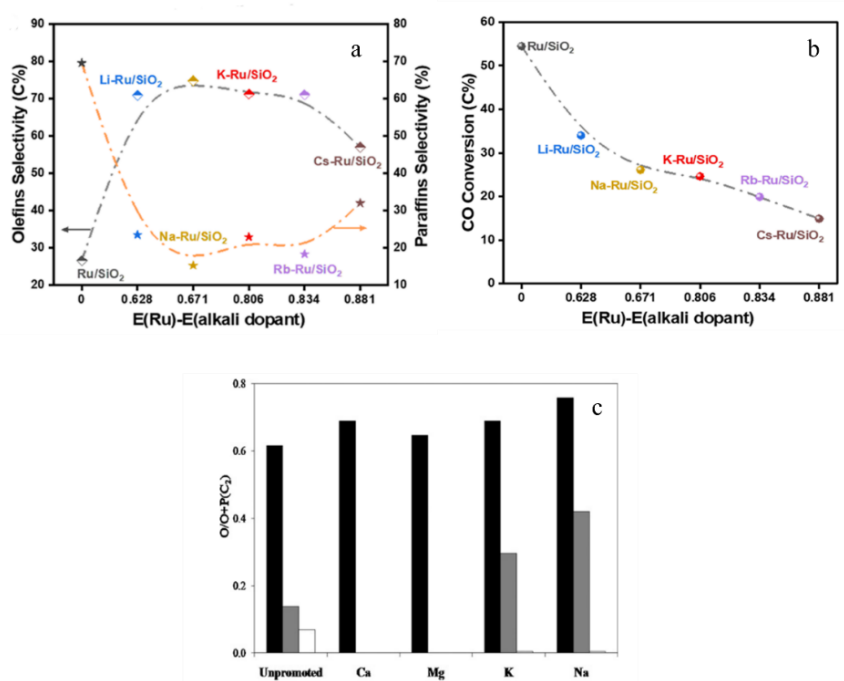 a
Olefins Selectivity (C%)
90
80
70
60
50
40
30
20
Paraffins Selectivity (%)
80
70
60
50
40
30
20
10
Li-Ru/SiO₂
K-Ru/SiO₂
Cs-Ru/SiO₂
Na-Ru/SiO₂
Rb-Ru/SiO₂
Ru/SiO₂
0 0.628 0.671 0.806 0.834 0.881
E(Ru)-E(alkali dopant)
b
CO Conversion (C%)
60
50
40
30
20
10
0
Ru/SiO₂
Li-Ru/SiO₂
K-Ru/SiO₂
Na-Ru/SiO₂
Rb-Ru/SiO₂
Cs-Ru/SiO₂
0 0.628 0.671 0.806 0.834 0.881
E(Ru)-E(alkali dopant)
c
O/O+P(C₂)
0.8
0.6
0.4
0.2
0.0
Unpromoted Ca Mg K Na